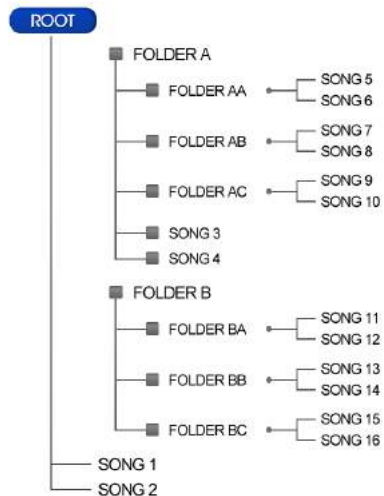 ROOT
FOLDER A
FOLDER AA
SONG 5
SONG 6
FOLDER AB
SONG 7
SONG 8
FOLDER AC
SONG 9
SONG 10
SONG 3
SONG 4
FOLDER B
FOLDER BA
SONG 11
SONG 12
FOLDER BB
SONG 13
SONG 14
FOLDER BC
SONG 15
SONG 16
SONG 1
SONG 2